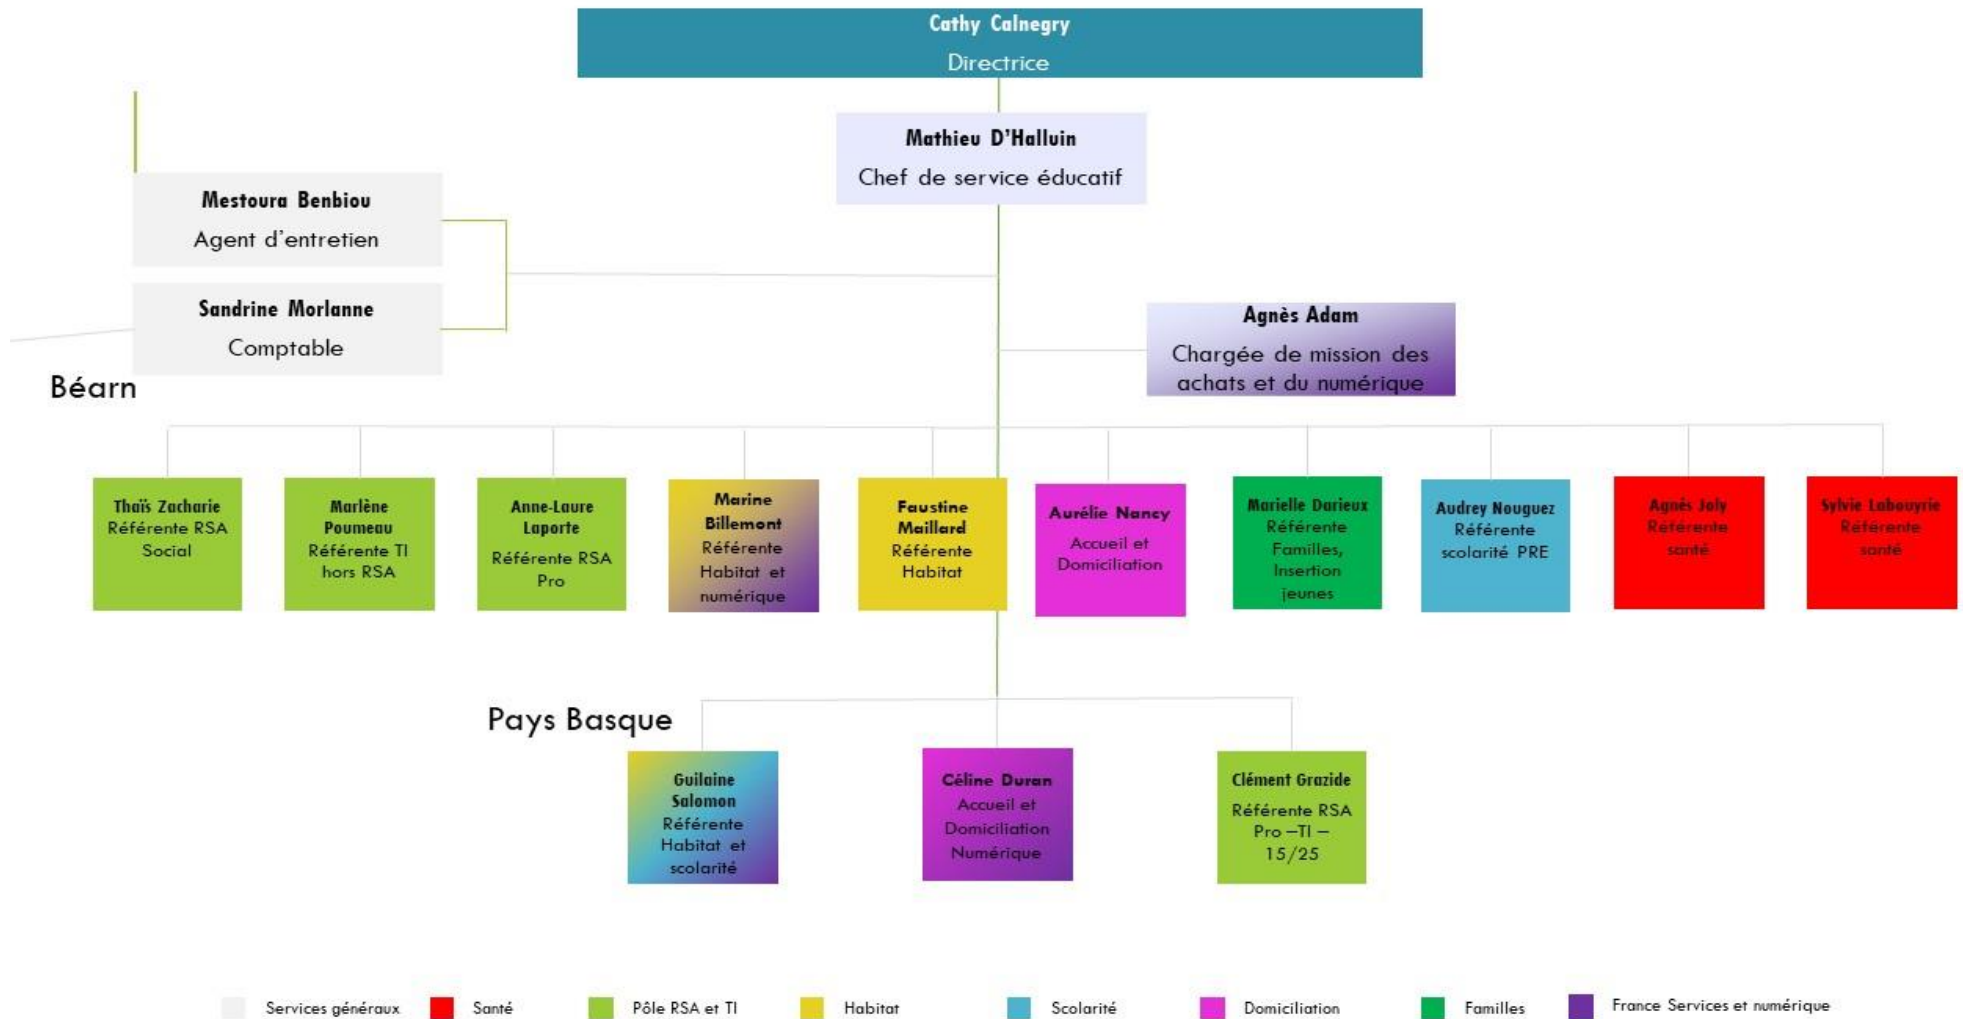 Cathy Calnegry
Directrice
Mathieu D'Halluin
Chef de service éducatif
Mestoura Benbiou
Agent d'entretien
Sandrine Morlanne
Comptable
Agnès Adam
Chargée de mission des
achats et du numérique
Béarn
Thaïs Zacharie
Référente RSA
Social
Marlène
Poumeau
Référente TI
hors RSA
Anne-Laure
Laporte
Référente RSA
Pro
Marine
Billemont
Référente
Habitat et
numérique
Faustine
Maillard
Référente
Habitat
Aurélie Nancy
Accueil et
Domiciliation
Marielle Darieux
Référente
Familles,
Insertion
jeunes
Audrey Nouguez
Référente
scolarité PRE
Agnès Joly
Référente
santé
Sylvie Labouyrie
Référente
santé
Pays Basque
Guilaine
Salomon
Référente
Habitat et
scolarité
Céline Duran
Accueil et
Domiciliation
Numérique
Clément Grazide
Référente RSA
Pro –TI –
15/25
Services généraux
Santé
Pôle RSA et TI
Habitat
Scolarité
Domiciliation
Familles
France Services et numérique